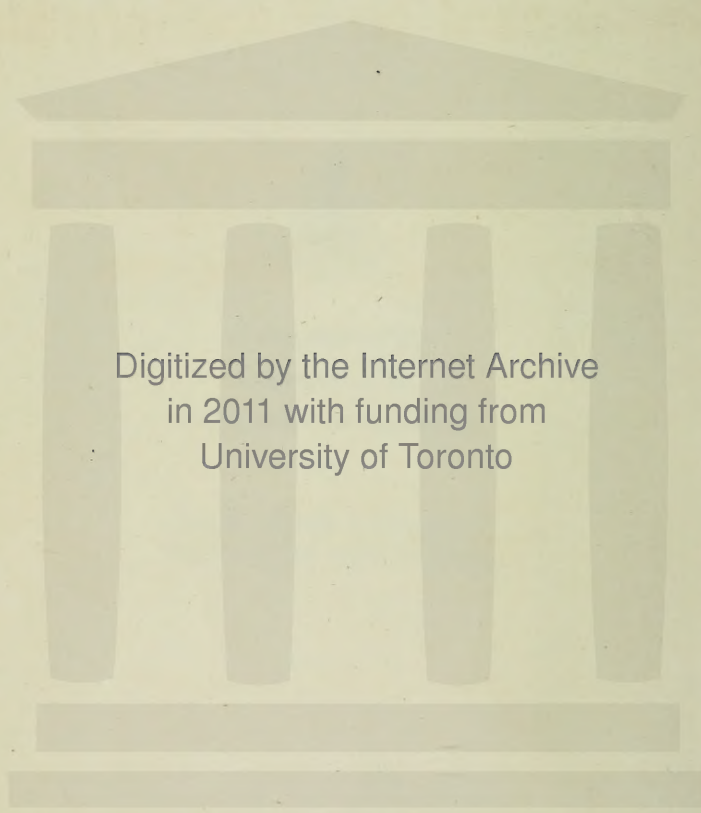 Digitized by the Internet Archive
in 2011 with funding from
University of Toronto